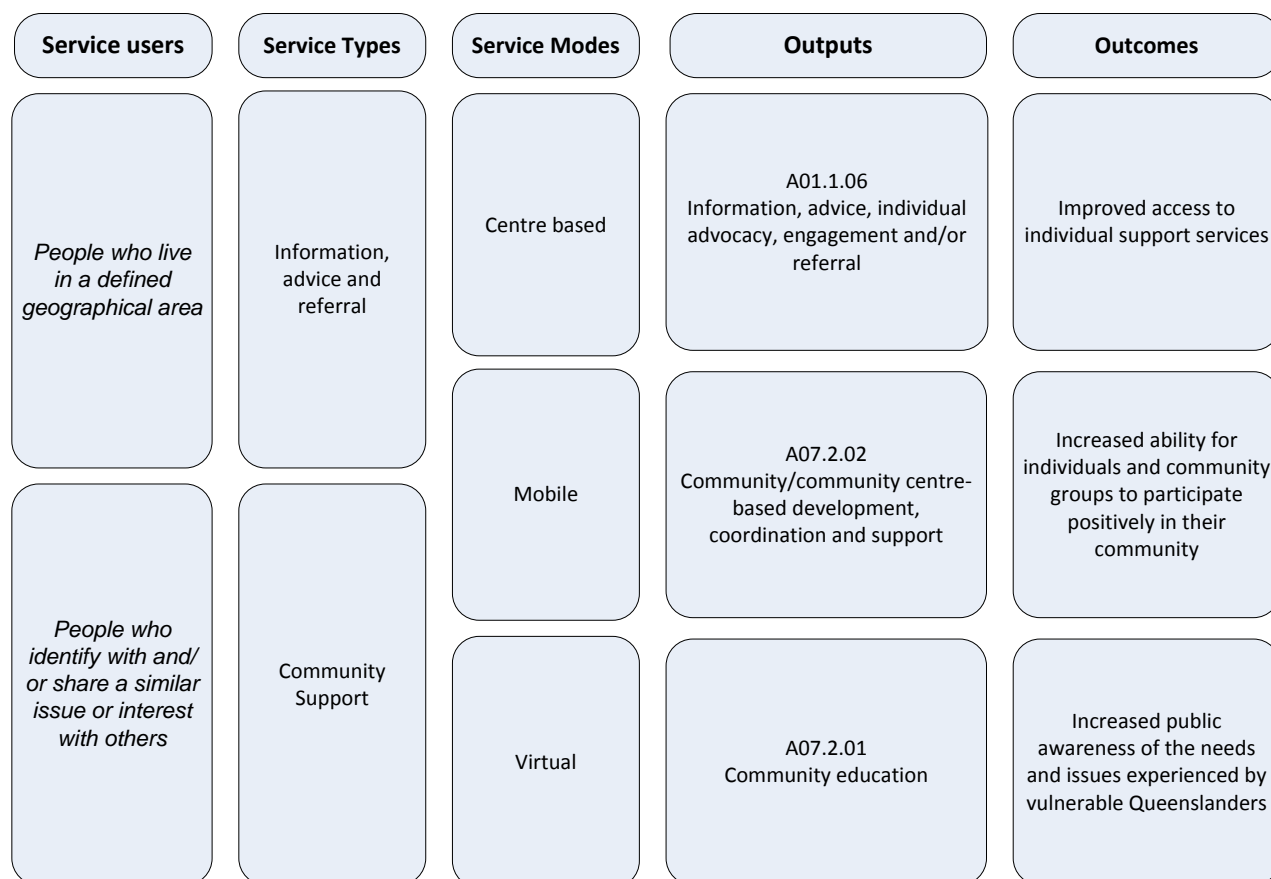 Service users
Service Types
Service Modes
Outputs
Outcomes
People who live
in a defined
geographical area
Information,
advice and
referral
Centre based
A01.1.06
Information, advice, individual
advocacy, engagement and/or
referral
Improved access to
individual support services
Mobile
A07.2.02
Community/community centre-
based development,
coordination and support
Increased ability for
individuals and community
groups to participate
positively in their
community
People who
identify with and/
or share a similar
issue or interest
with others
Community
Support
Virtual
A07.2.01
Community education
Increased public
awareness of the needs
and issues experienced by
vulnerable Queenslanders